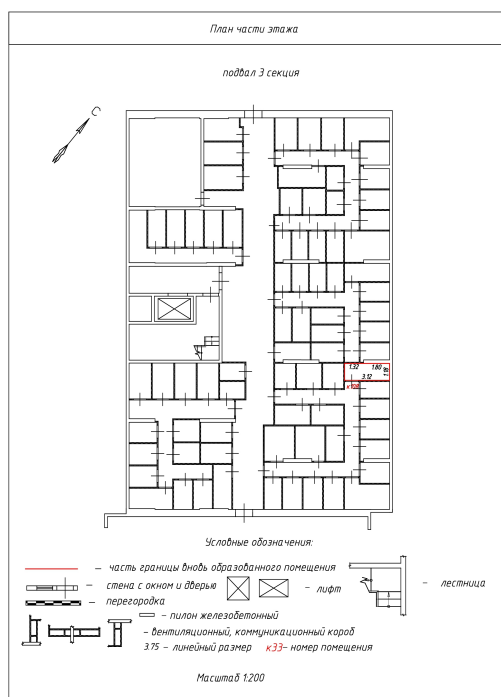 План части этажа
подвал 3 секция
С
1.32 1.80
3.12
Условные обозначения:
– часть границы вновь образованного помещения
– стена с окном и дверью
– лифт
– лестница
– перегородка
– пилон железобетонный
– вентиляционный, коммуникационный короб
3.75 – линейный размер к33– номер помещения
Масштаб 1:200